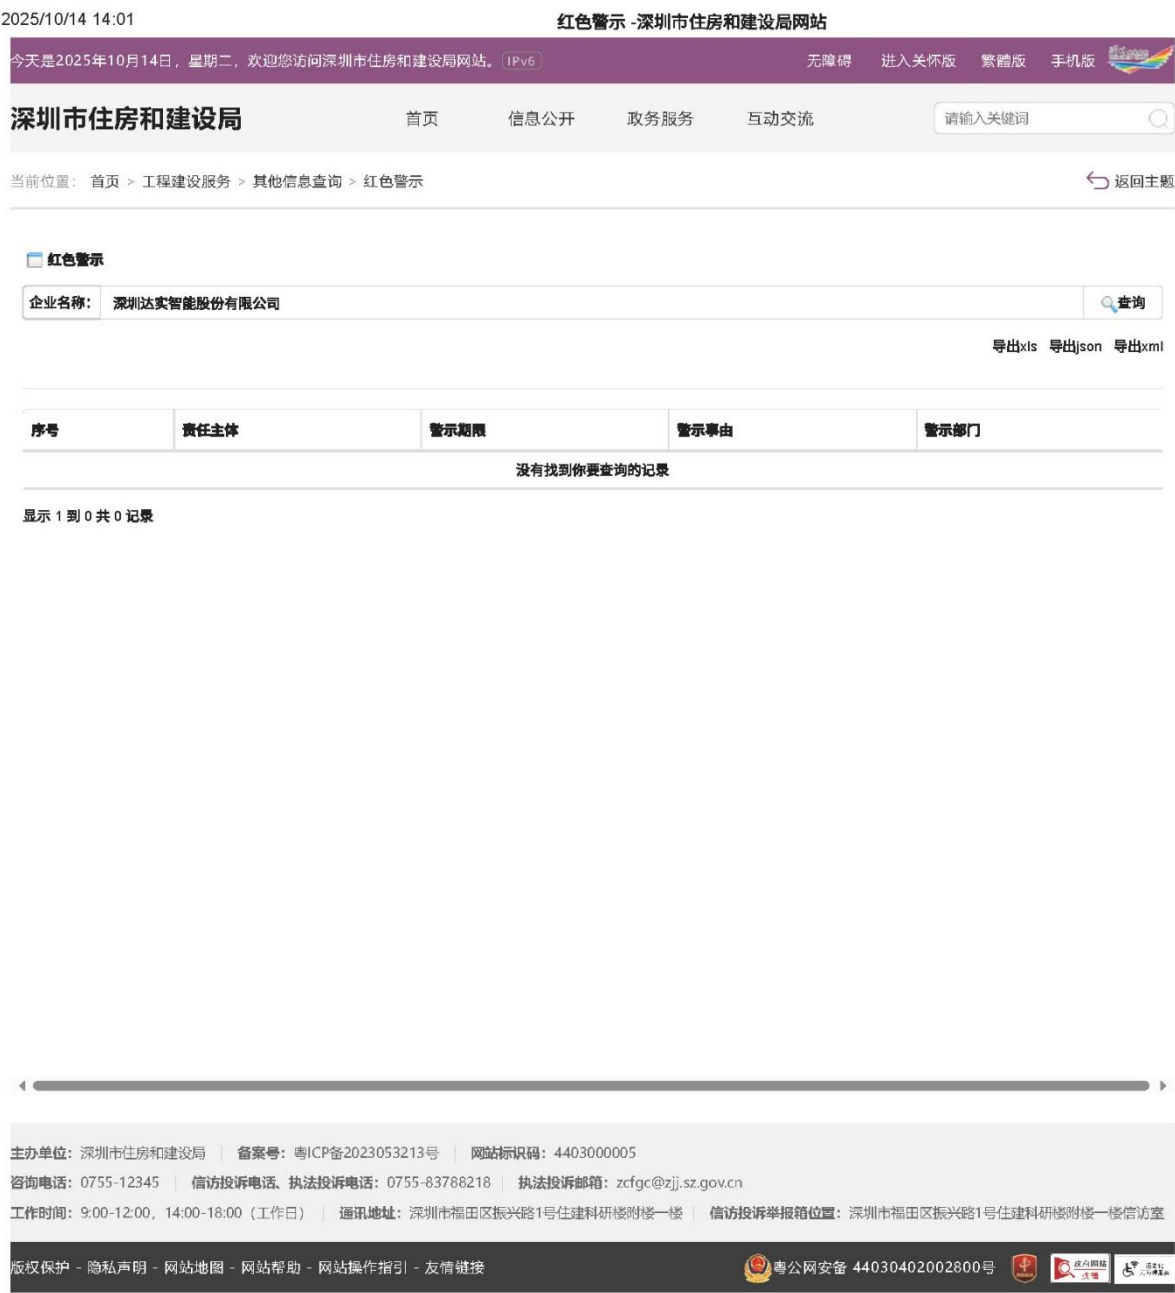 2025/10/14 14:01 红色警示 -深圳市住房和建设局网站
今天是2025年10月14日，星期二，欢迎您访问深圳市住房和建设局网站。 IPv6 无障碍 进入关怀版 繁體版 手机版
深圳市住房和建设局 首页 信息公开 政务服务 互动交流 请输入关键词
当前位置： 首页 > 工程建设服务 > 其他信息查询 > 红色警示 返回主题
红色警示
企业名称： 深圳达实智能股份有限公司 查询
导出xls 导出json 导出xml
序号 责任主体 警示期限 警示事由 警示部门
没有找到你要查询的记录
显示 1 到 0 共 0 记录
主办单位：深圳市住房和建设局 | 备案号：粤ICP备2023053213号 | 网站标识码：4403000005
咨询电话：0755-12345 | 信访投诉电话、执法投诉电话：0755-83788218 | 执法投诉邮箱：zcfgc@zjj.sz.gov.cn
工作时间：9:00-12:00，14:00-18:00（工作日） | 通讯地址：深圳市福田区振兴路1号住建科研楼附楼一楼 | 信访投诉举报箱位置：深圳市福田区振兴路1号住建科研楼附楼一楼信访室
版权保护 - 隐私声明 - 网站地图 - 网站帮助 - 网站操作指引 - 友情链接 粤公网安备 44030402002800号 政府网站 找错